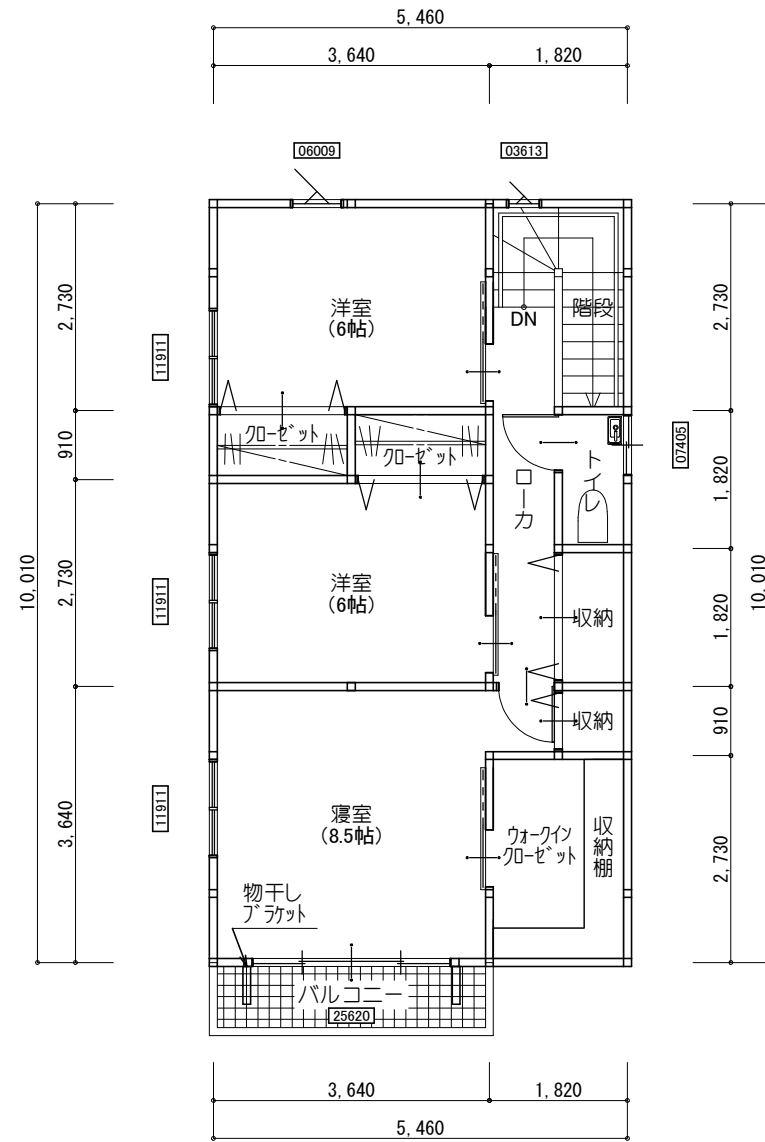 5,460
3,640
1,820
06009
03613
2,730
910
2,730
3,640
10,010
11911
11911
11911
洋室
(6帖)
DN
階段
クローゼット
クローゼット
ローカ
トイレ
07405
洋室
(6帖)
収納
収納
寝室
(8.5帖)
ウォークイン
クローゼット
収納棚
物干し
ブラケット
バルコニー
25620
2,730
1,820
1,820
910
2,730
10,010
3,640
1,820
5,460